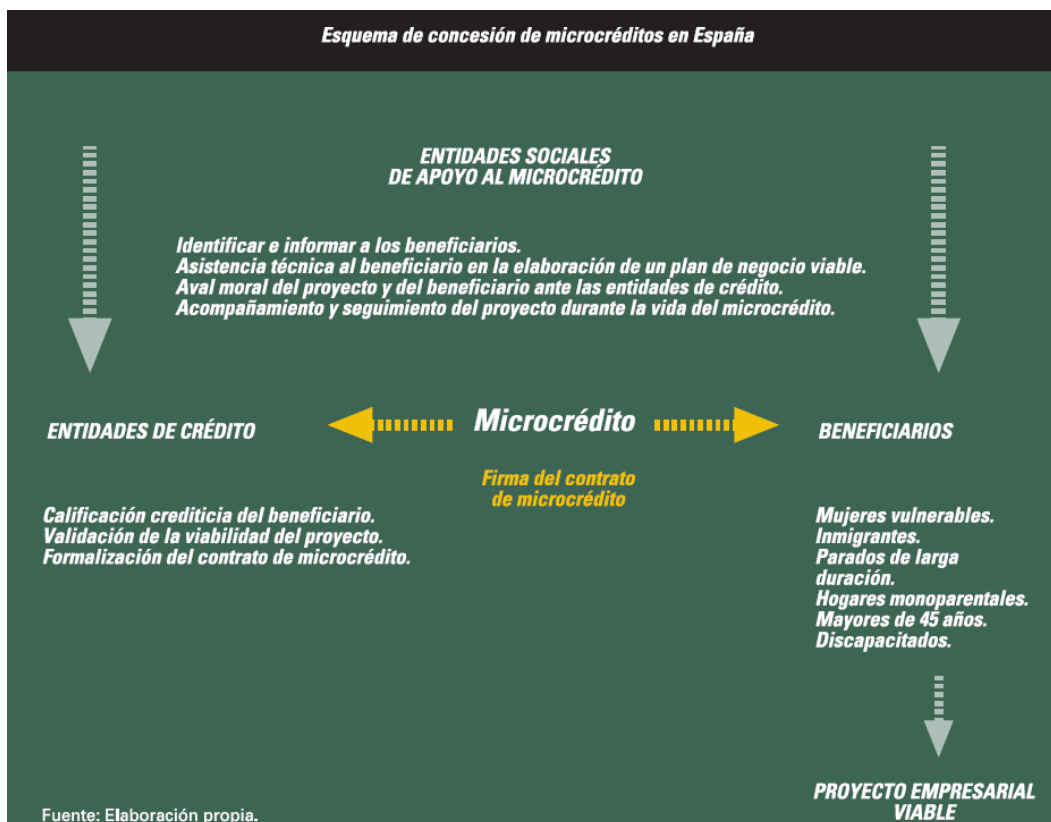 Esquema de concesión de microcréditos en España
ENTIDADES SOCIALES
DE APOYO AL MICROCRÉDITO
Identificar e informar a los beneficiarios.
Asistencia técnica al beneficiario en la elaboración de un plan de negocio viable.
Aval moral del proyecto y del beneficiario ante las entidades de crédito.
Acompañamiento y seguimiento del proyecto durante la vida del microcrédito.
ENTIDADES DE CRÉDITO
Microcrédito
BENEFICIARIOS
Firma del contrato
de microcrédito
Calificación crediticia del beneficiario.
Validación de la viabilidad del proyecto.
Formalización del contrato de microcrédito.
Mujeres vulnerables.
Inmigrantes.
Parados de larga
duración.
Hogares monoparentales.
Mayores de 45 años.
Discapacitados.
PROYECTO EMPRESARIAL
VIABLE
Fuente: Elaboración propia.